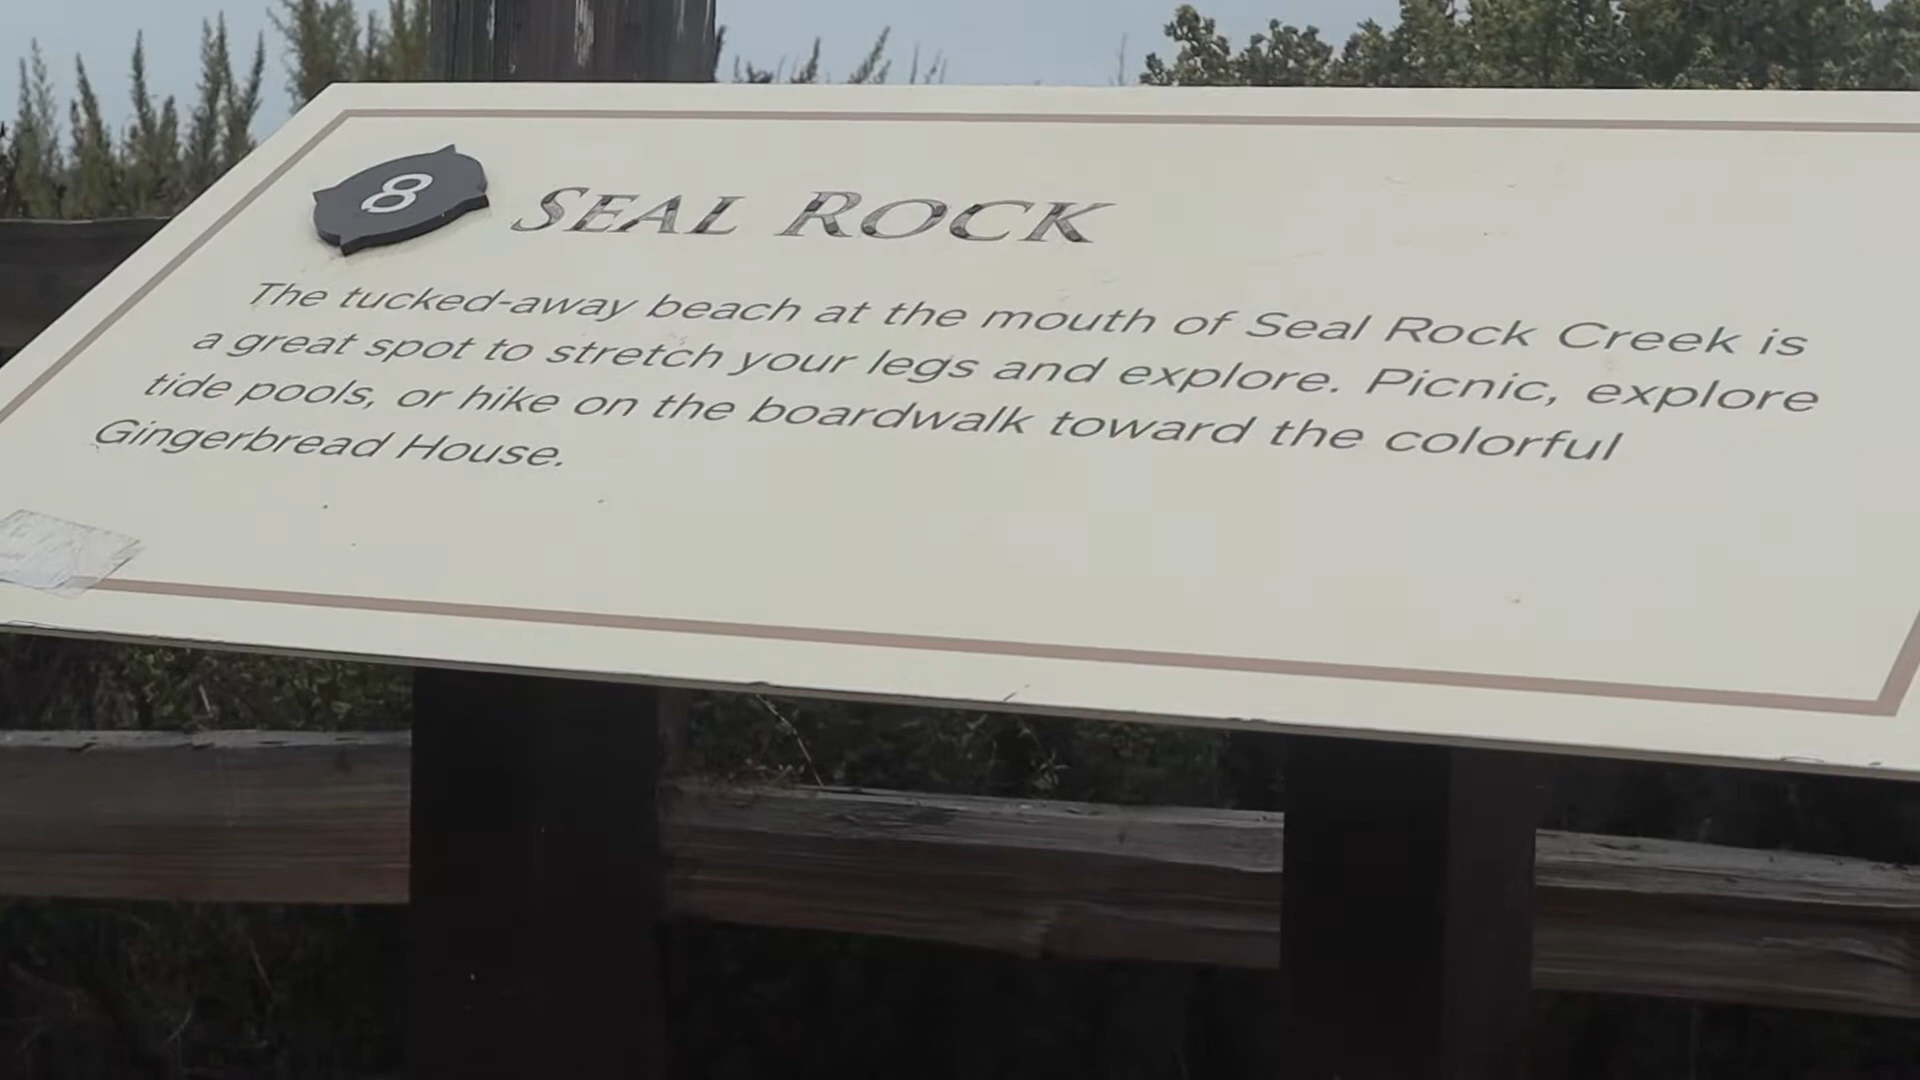 8
SEAL ROCK
The tucked-away beach at the mouth of Seal Rock Creek is
a great spot to stretch your legs and explore. Picnic, explore
tide pools, or hike on the boardwalk toward the colorful
Gingerbread House.